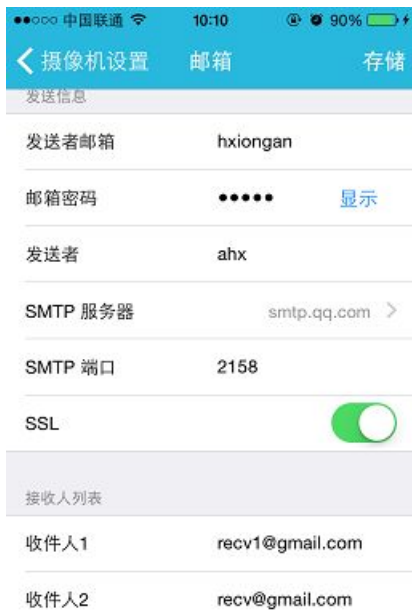 中国联通 10:10 90%
摄像机设置 邮箱 存储
发送信息
发送者邮箱 hxiongan
邮箱密码 ••••• 显示
发送者 ahx
SMTP 服务器 smtp.qq.com
SMTP 端口 2158
SSL
接收人列表
收件人1 recv1@gmail.com
收件人2 recv@gmail.com